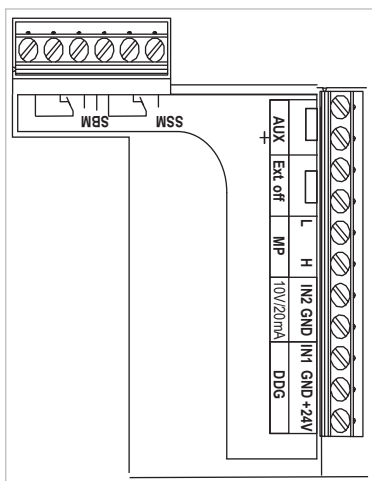 SBM
SSM
AUX
+
Ext off
MP
L
H
10V/20mA
IN2 GND
DDG
IN1 GND +24V